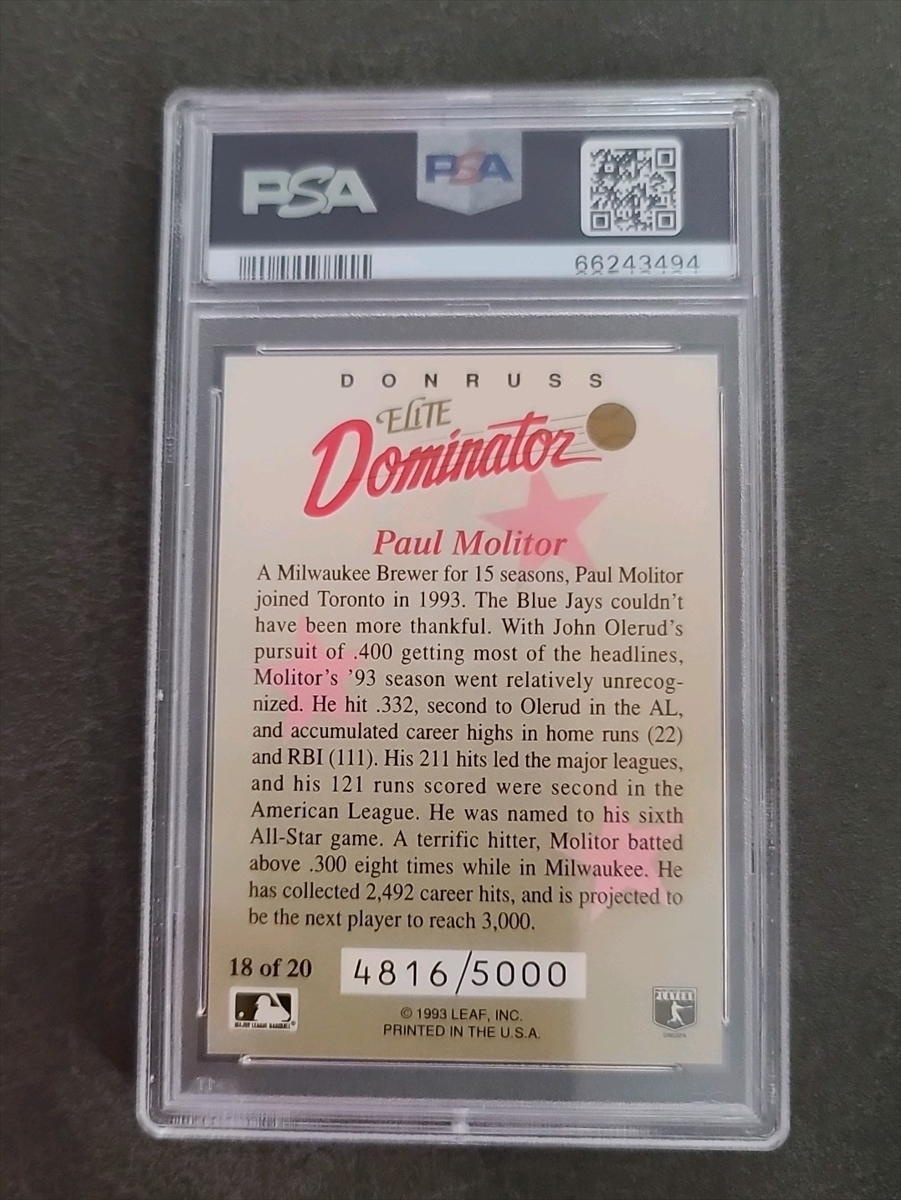 PSA
PSA
66243494
DONRUSS
ELITE
Dominator
Paul Molitor
A Milwaukee Brewer for 15 seasons, Paul Molitor
joined Toronto in 1993. The Blue Jays couldn't
have been more thankful. With John Olerud's
pursuit of .400 getting most of the headlines,
Molitor's '93 season went relatively unrecog-
nized. He hit .332, second to Olerud in the AL,
and accumulated career highs in home runs (22)
and RBI (111). His 211 hits led the major leagues,
and his 121 runs scored were second in the
American League. He was named to his sixth
All-Star game. A terrific hitter, Molitor batted
above .300 eight times while in Milwaukee. He
has collected 2,492 career hits, and is projected to
be the next player to reach 3,000.
18 of 20
4816/5000
MAJOR LEAGUE BASEBALL
© 1993 LEAF, INC.
PRINTED IN THE U.S.A.
PLAYERS